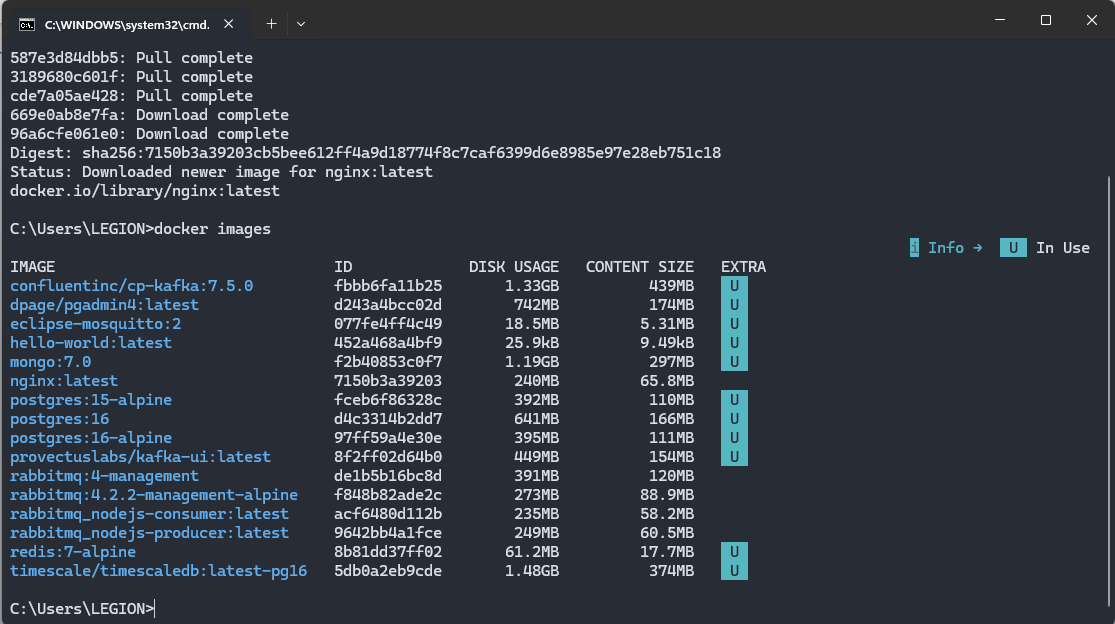 C:\WINDOWS\system32\cmd.
587e3d84dbb5: Pull complete
3189680c601f: Pull complete
cde7a05ae428: Pull complete
669e0ab8e7fa: Download complete
96a6cfe061e0: Download complete
Digest: sha256:7150b3a39203cb5bee612ff4a9d18774f8c7caf6399d6e8985e97e28eb751c18
Status: Downloaded newer image for nginx:latest
docker.io/library/nginx:latest
C:\Users\LEGION>docker images
i Info → U In Use
IMAGE ID DISK USAGE CONTENT SIZE EXTRA
confluentinc/cp-kafka:7.5.0 fbbb6fa11b25 1.33GB 439MB U
dpage/pgadmin4:latest d243a4bcc02d 742MB 174MB U
eclipse-mosquitto:2 077fe4ff4c49 18.5MB 5.31MB U
hello-world:latest 452a468a4bf9 25.9kB 9.49kB U
mongo:7.0 f2b40853c0f7 1.19GB 297MB U
nginx:latest 7150b3a39203 240MB 65.8MB
postgres:15-alpine fceb6f86328c 392MB 110MB U
postgres:16 d4c3314b2dd7 641MB 166MB U
postgres:16-alpine 97ff59a4e30e 395MB 111MB U
provectuslabs/kafka-ui:latest 8f2ff02d64b0 449MB 154MB U
rabbitmq:4-management de1b5b16bc8d 391MB 120MB
rabbitmq:4.2.2-management-alpine f848b82ade2c 273MB 88.9MB
rabbitmq_nodejs-consumer:latest acf6480d112b 235MB 58.2MB
rabbitmq_nodejs-producer:latest 9642bb4a1fce 249MB 60.5MB
redis:7-alpine 8b81dd37ff02 61.2MB 17.7MB U
timescale/timescaledb:latest-pg16 5db0a2eb9cde 1.48GB 374MB U
C:\Users\LEGION>